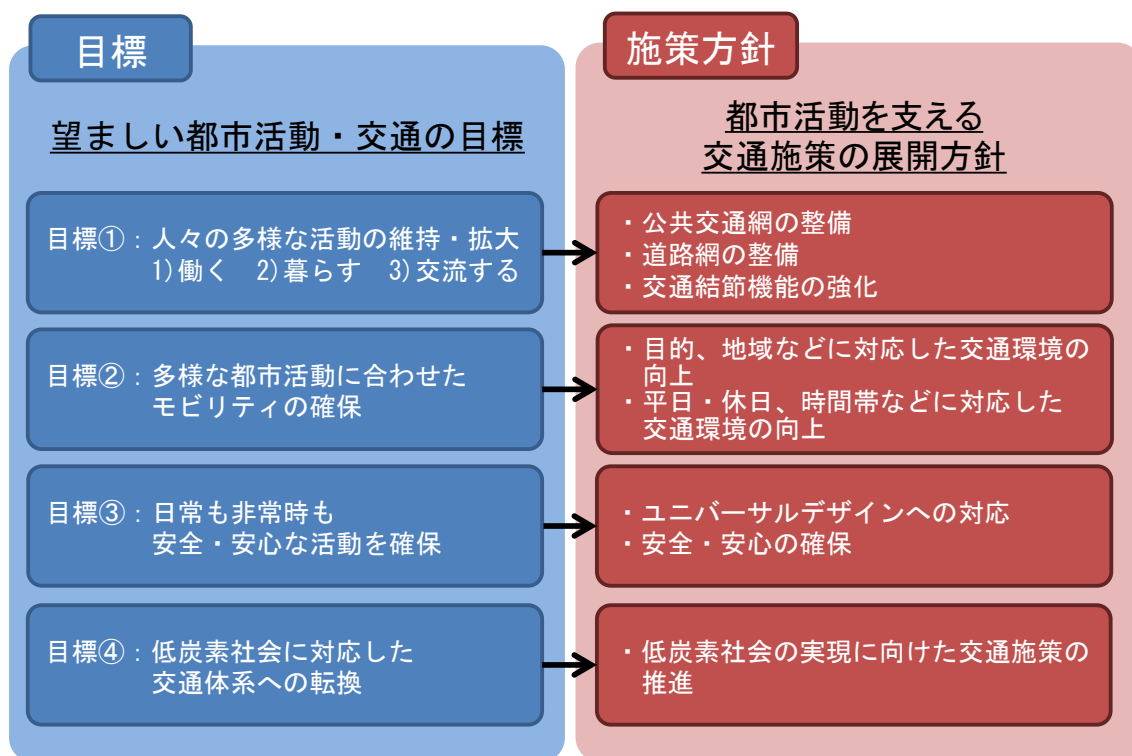 目標
望ましい都市活動・交通の目標
目標①：人々の多様な活動の維持・拡大
1)働く　2)暮らす　3)交流する
目標②：多様な都市活動に合わせた
モビリティの確保
目標③：日常も非常時も
安全・安心な活動を確保
目標④：低炭素社会に対応した
交通体系への転換
施策方針
都市活動を支える
交通施策の展開方針
・公共交通網の整備
・道路網の整備
・交通結節機能の強化
・目的、地域などに対応した交通環境の
向上
・平日・休日、時間帯などに対応した
交通環境の向上
・ユニバーサルデザインへの対応
・安全・安心の確保
・低炭素社会の実現に向けた交通施策の
推進